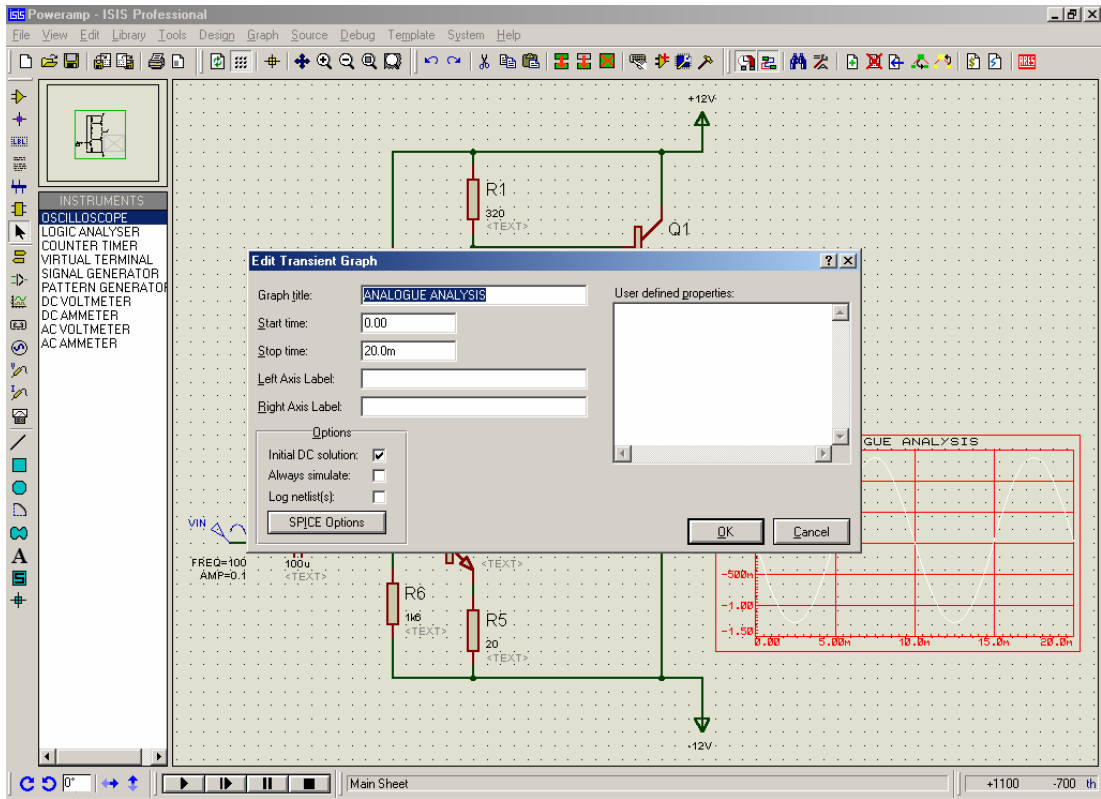 ISIS Poweramp - ISIS Professional
File View Edit Library Tools Design Graph Source Debug Template System Help
LBL
ARES
INSTRUMENTS
OSCILLOSCOPE
LOGIC ANALYSER
COUNTER TIMER
VIRTUAL TERMINAL
SIGNAL GENERATOR
PATTERN GENERATOR
DC VOLTMETER
DC AMMETER
AC VOLTMETER
AC AMMETER
A
S
+12V
R1
320
<TEXT>
Q1
Edit Transient Graph
Graph title: ANALOGUE ANALYSIS
Start time: 0.00
Stop time: 20.0m
Left Axis Label:
Right Axis Label:
Options
Initial DC solution:
Always simulate:
Log netlist(s):
SPICE Options
User defined properties:
OK Cancel
GUE ANALYSIS
-500m
-1.00
-1.50
0.00 5.00m 10.0m 15.0m 20.0m
VIN
FREQ=100
AMP=0.1
100u
<TEXT>
<TEXT>
R6
1k6
<TEXT>
R5
20
<TEXT>
-12V
0°
Main Sheet
+1100 -700 th